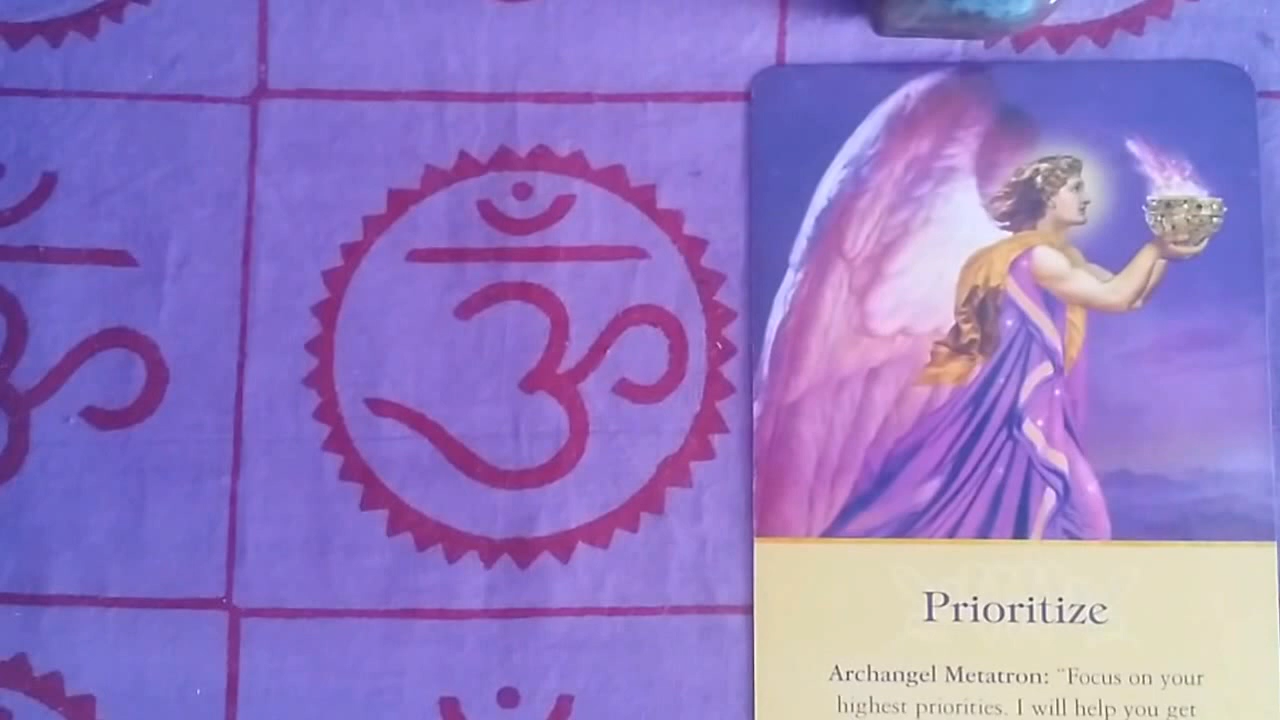 ॐ
Prioritize
Archangel Metatron: “Focus on your
highest priorities. I will help you get